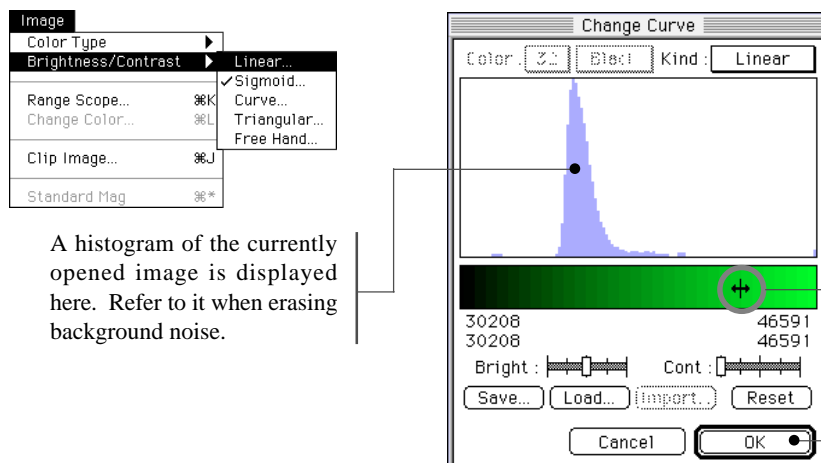 Image
Color Type
Brightness/Contrast
Range Scope... ⌘K
Change Color... ⌘L
Clip Image... ⌘J
Standard Mag ⌘*
Linear...
✓Sigmoid...
Curve...
Triangular...
Free Hand...
A histogram of the currently
opened image is displayed
here. Refer to it when erasing
background noise.
Change Curve
Color : Kind : Linear
30208 46591
30208 46591
Bright : Cont :
Save... Load... Import... Reset
Cancel OK